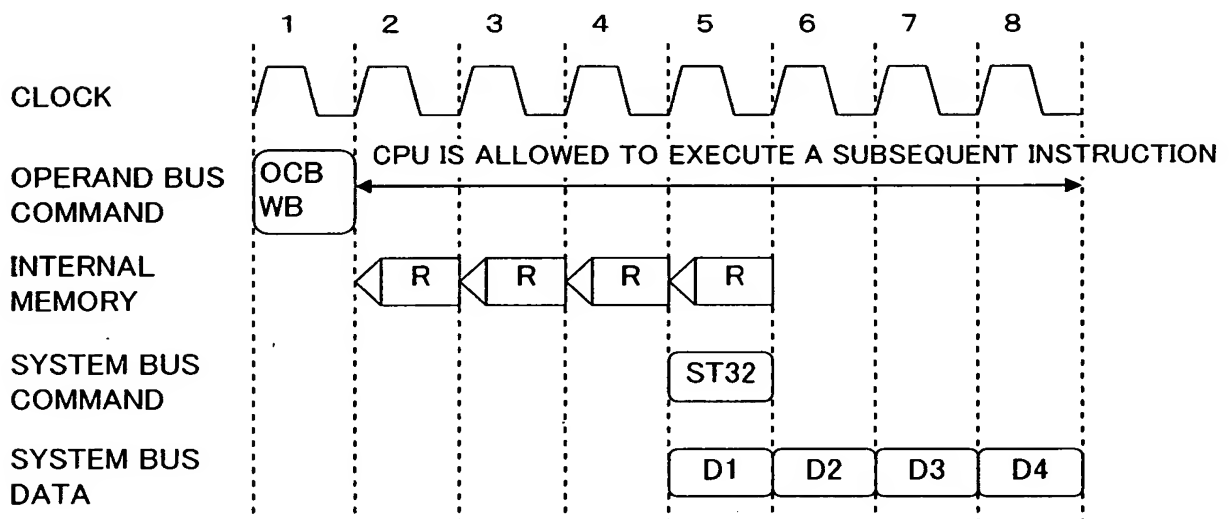 1 2 3 4 5 6 7 8
CLOCK
CPU IS ALLOWED TO EXECUTE A SUBSEQUENT INSTRUCTION
OPERAND BUS
COMMAND
OCB
WB
INTERNAL
MEMORY
R R R R
SYSTEM BUS
COMMAND
ST32
SYSTEM BUS
DATA
D1 D2 D3 D4